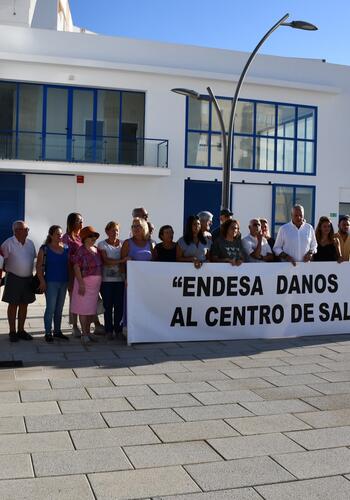 "ENDESA DANOS
AL CENTRO DE SAL